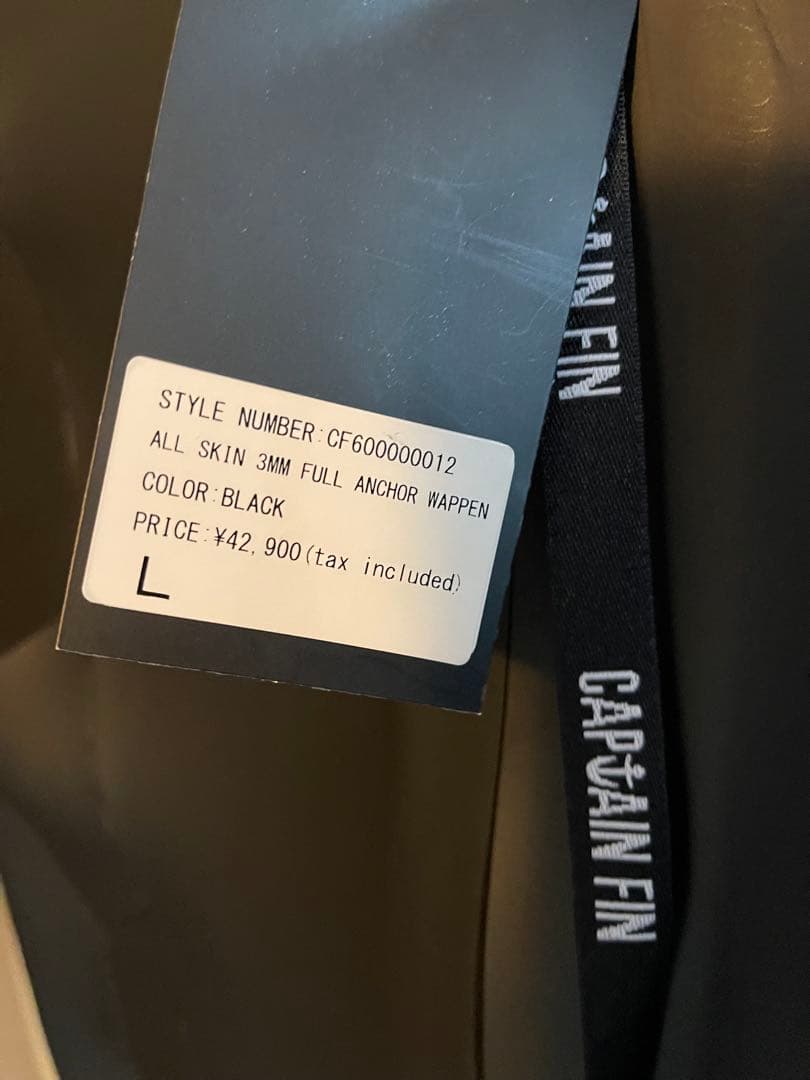 STYLE NUMBER:CF600000012
ALL SKIN 3MM FULL ANCHOR WAPPEN
COLOR:BLACK
PRICE:¥42,900(tax included)
L
AIN FIN
CAPTAIN FIN